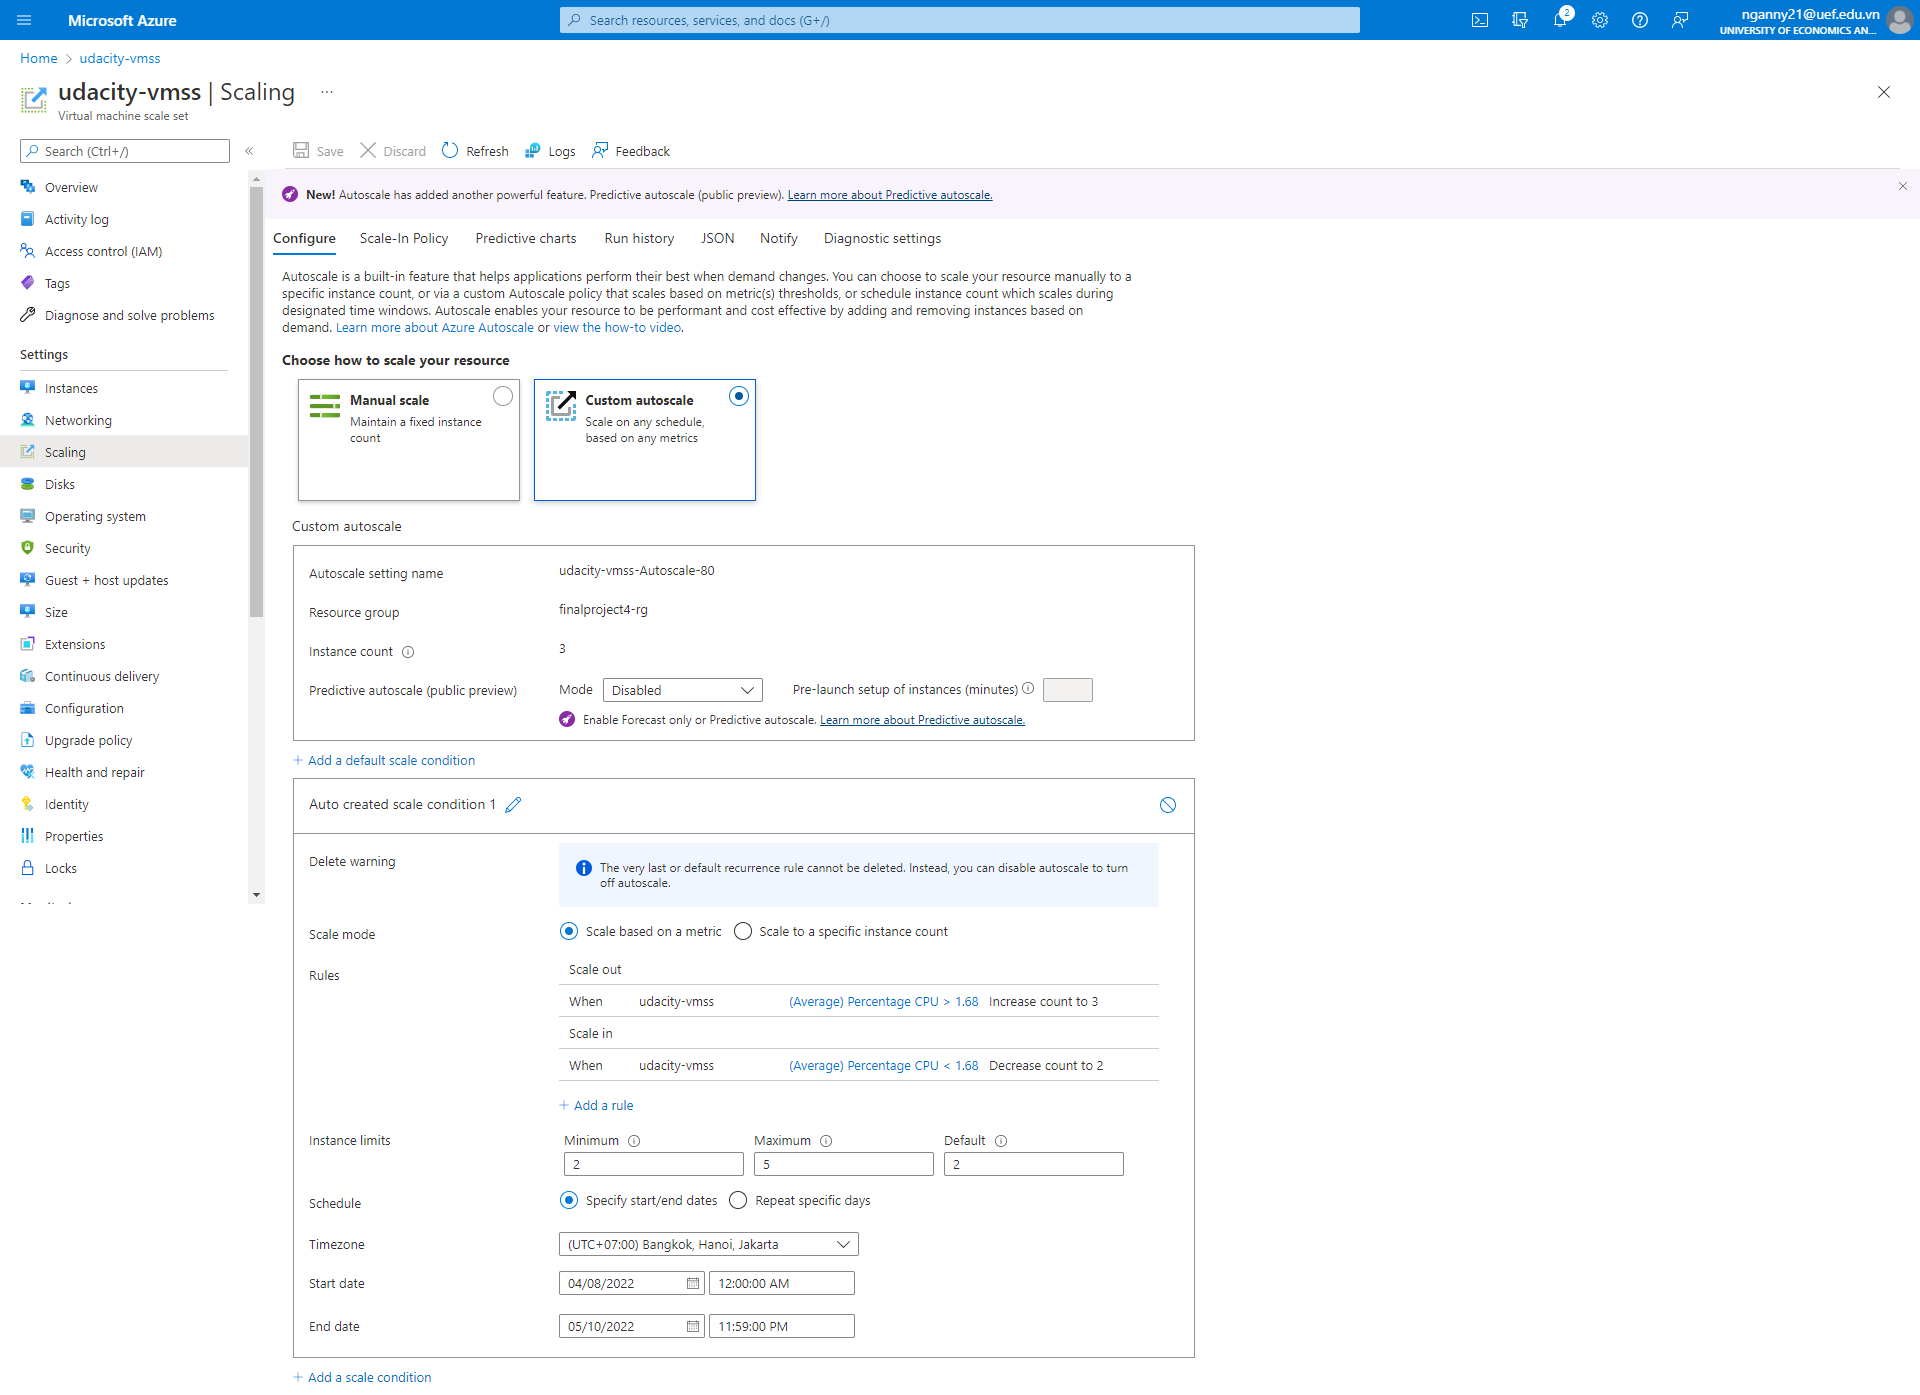 Microsoft Azure
Search resources, services, and docs (G+/)
2
nganny21@uef.edu.vn
UNIVERSITY OF ECONOMICS AN...
Home > udacity-vmss
udacity-vmss | Scaling ...
Virtual machine scale set
Search (Ctrl+/)
«
Save
Discard
Refresh
Logs
Feedback
Overview
Activity log
Access control (IAM)
Tags
Diagnose and solve problems
Settings
Instances
Networking
Scaling
Disks
Operating system
Security
Guest + host updates
Size
Extensions
Continuous delivery
Configuration
Upgrade policy
Health and repair
Identity
Properties
Locks
New! Autoscale has added another powerful feature. Predictive autoscale (public preview). Learn more about Predictive autoscale.
Configure
Scale-In Policy
Predictive charts
Run history
JSON
Notify
Diagnostic settings
Autoscale is a built-in feature that helps applications perform their best when demand changes. You can choose to scale your resource manually to a
specific instance count, or via a custom Autoscale policy that scales based on metric(s) thresholds, or schedule instance count which scales during
designated time windows. Autoscale enables your resource to be performant and cost effective by adding and removing instances based on
demand. Learn more about Azure Autoscale or view the how-to video.
Choose how to scale your resource
Manual scale
Maintain a fixed instance
count
Custom autoscale
Scale on any schedule,
based on any metrics
Custom autoscale
Autoscale setting name
udacity-vmss-Autoscale-80
Resource group
finalproject4-rg
Instance count
3
Predictive autoscale (public preview)
Mode
Disabled
Pre-launch setup of instances (minutes)
Enable Forecast only or Predictive autoscale. Learn more about Predictive autoscale.
+ Add a default scale condition
Auto created scale condition 1
Delete warning
The very last or default recurrence rule cannot be deleted. Instead, you can disable autoscale to turn
off autoscale.
Scale mode
Scale based on a metric
Scale to a specific instance count
Rules
Scale out
When udacity-vmss (Average) Percentage CPU > 1.68 Increase count to 3
Scale in
When udacity-vmss (Average) Percentage CPU < 1.68 Decrease count to 2
+ Add a rule
Instance limits
Minimum
Maximum
Default
2
5
2
Schedule
Specify start/end dates
Repeat specific days
Timezone
(UTC+07:00) Bangkok, Hanoi, Jakarta
Start date
04/08/2022
12:00:00 AM
End date
05/10/2022
11:59:00 PM
+ Add a scale condition